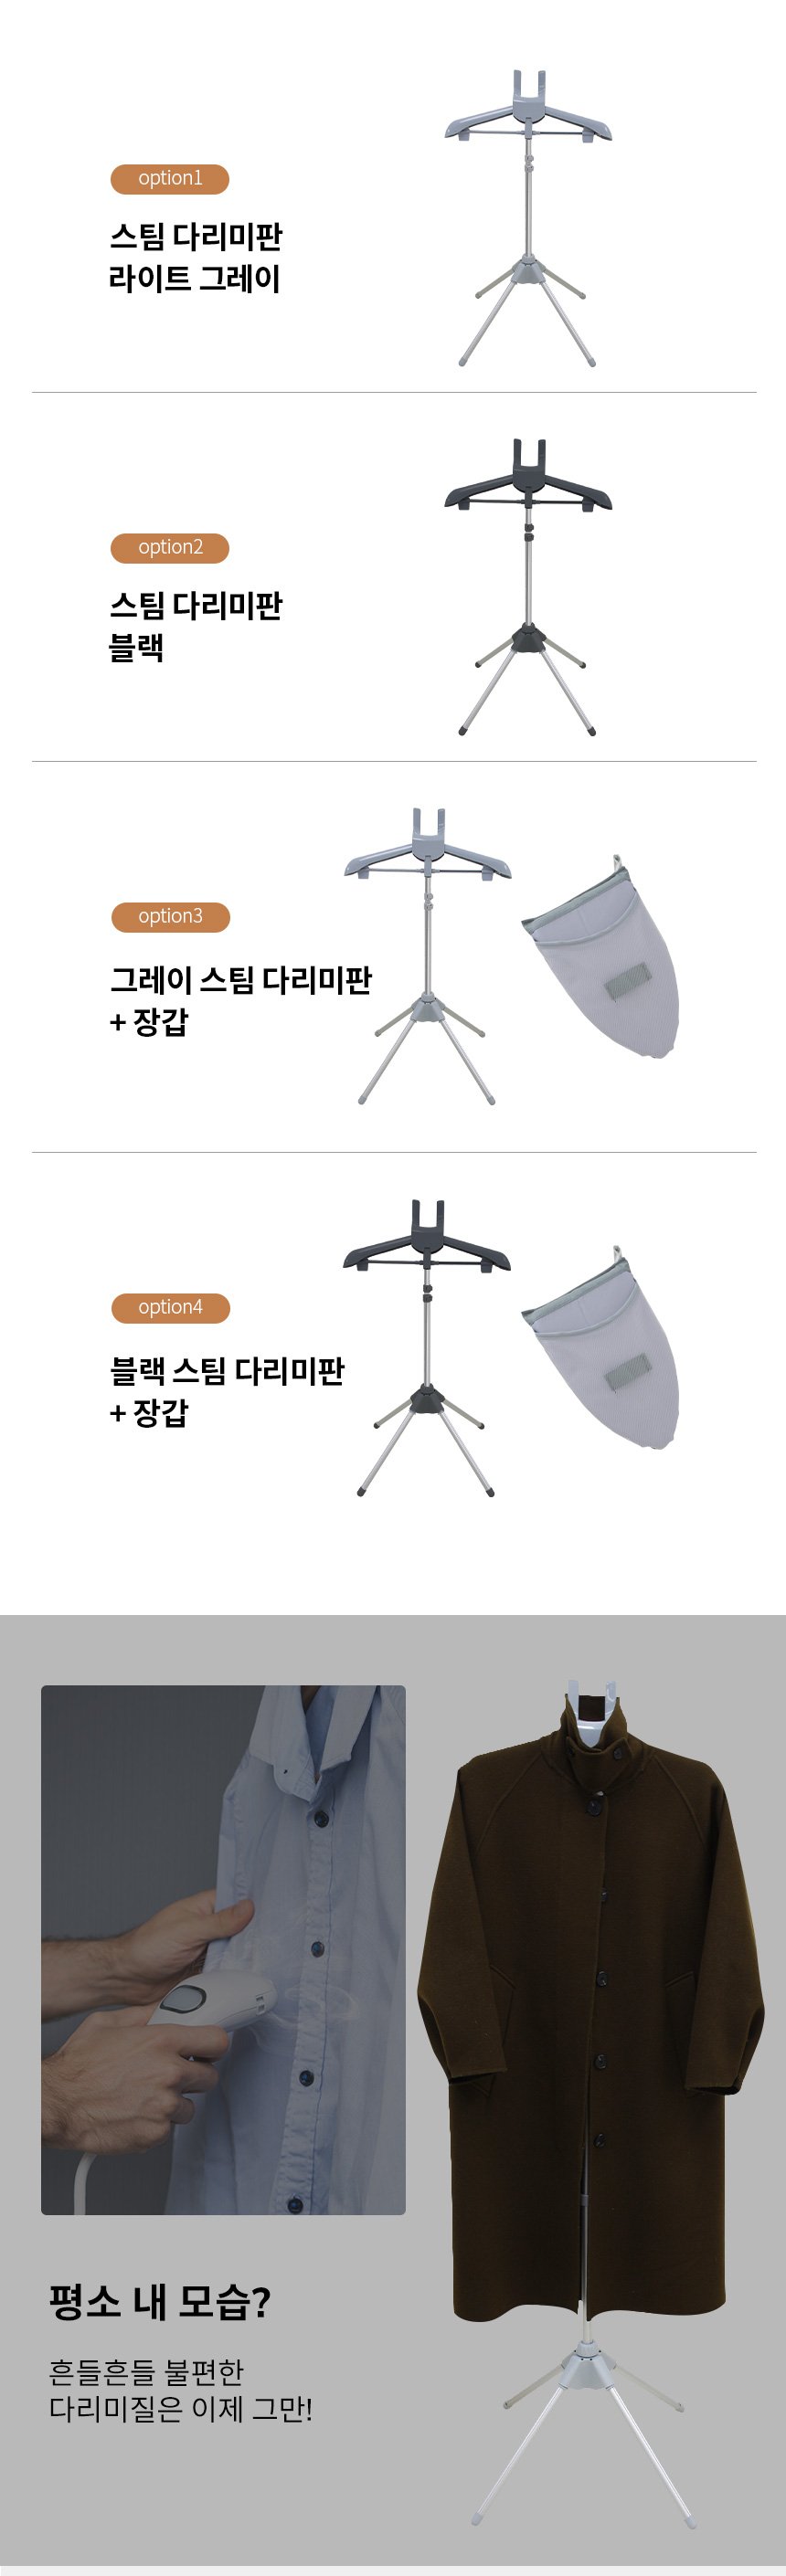 option1
스팀 다리미판
라이트 그레이
option2
스팀 다리미판
블랙
option3
그레이 스팀 다리미판
+ 장갑
option4
블랙 스팀 다리미판
+ 장갑
평소 내 모습?
흔들흔들 불편한
다리미질은 이제 그만!